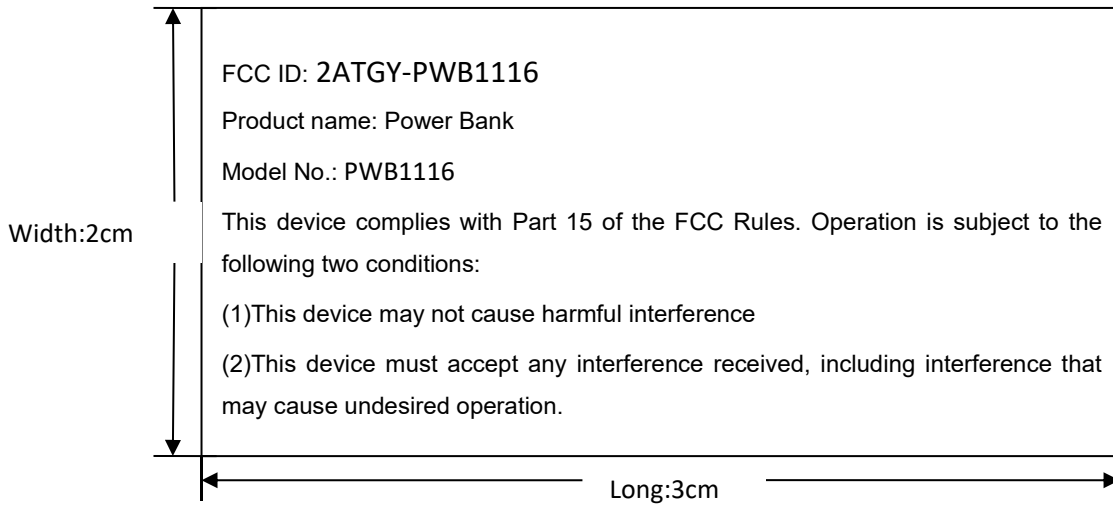 FCC ID: 2ATGY-PWB1116
Product name: Power Bank
Model No.: PWB1116
This device complies with Part 15 of the FCC Rules. Operation is subject to the
following two conditions:
(1)This device may not cause harmful interference
(2)This device must accept any interference received, including interference that
may cause undesired operation.
Width:2cm
Long:3cm